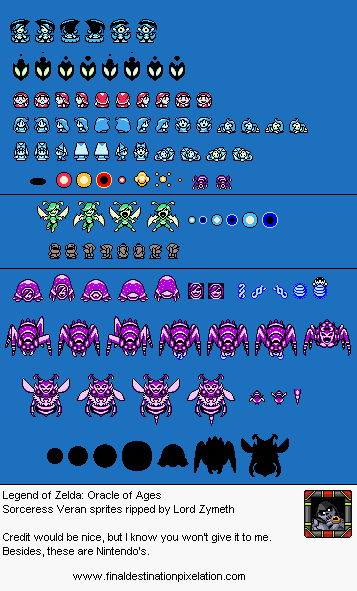 Legend of Zelda: Oracle of Ages
Sorceress Veran sprites ripped by Lord Zymeth
Credit would be nice, but I know you won't give it to me.
Besides, these are Nintendo's.
www.finaldestinationpixelation.com